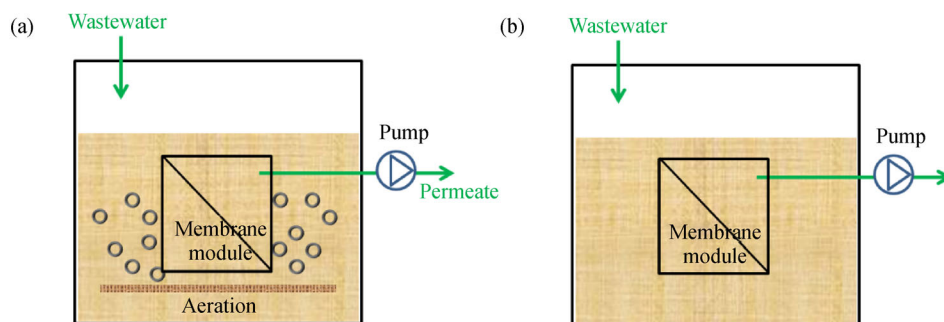 (a)
Wastewater
Pump
Permeate
Membrane
module
Aeration
(b)
Wastewater
Pump
Membrane
module